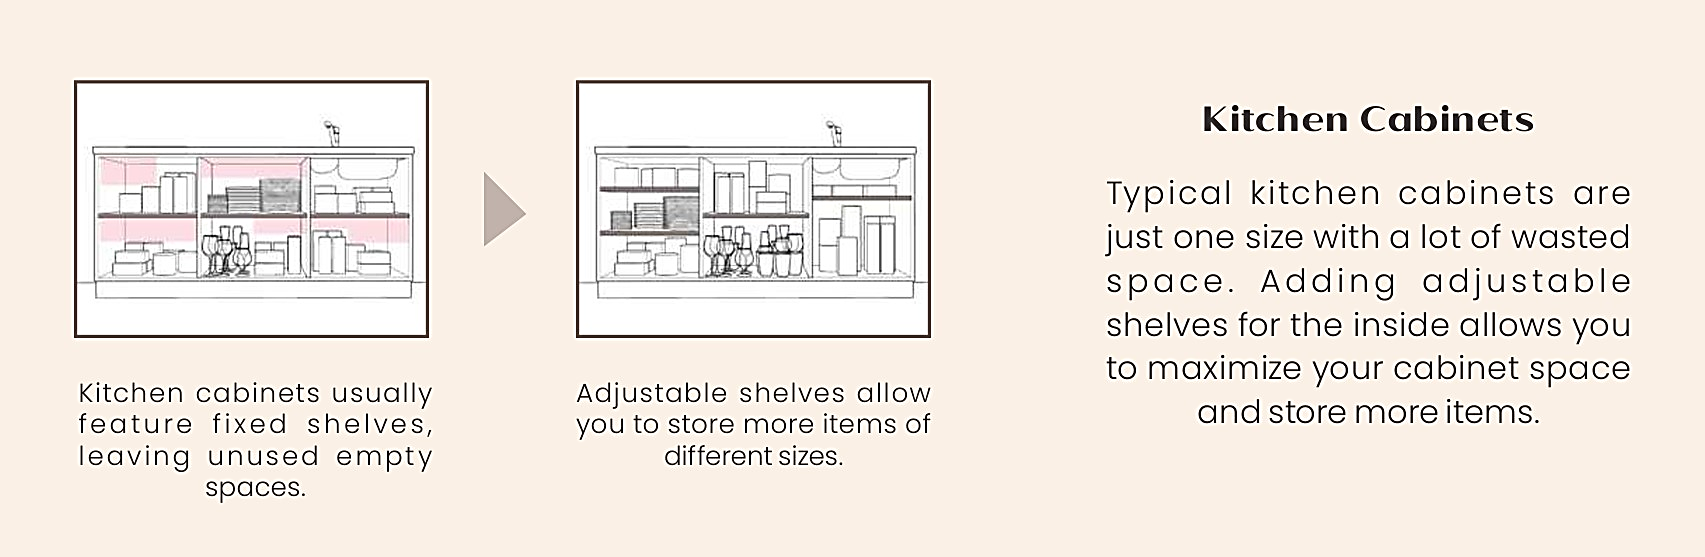 Kitchen cabinets usually
feature fixed shelves,
leaving unused empty
spaces.
Adjustable shelves allow
you to store more items of
different sizes.
Kitchen Cabinets
Typical kitchen cabinets are
just one size with a lot of wasted
space. Adding adjustable
shelves for the inside allows you
to maximize your cabinet space
and store more items.